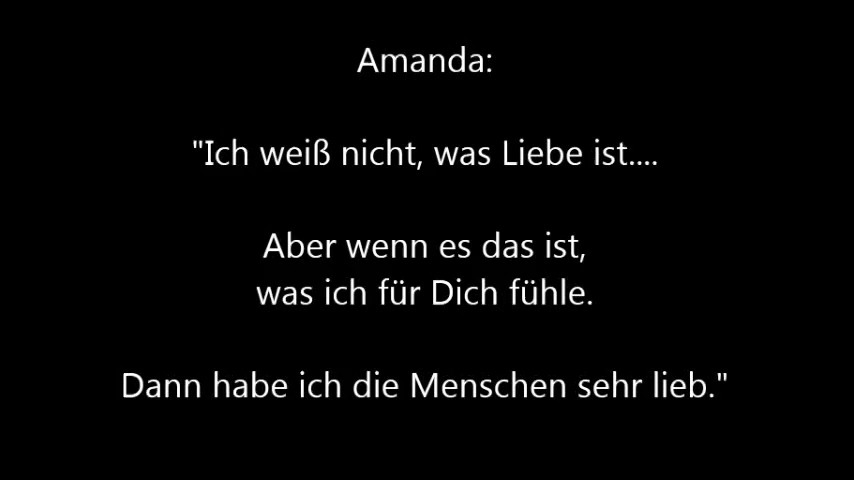 Amanda:
"Ich weiß nicht, was Liebe ist....
Aber wenn es das ist,
was ich für Dich fühle.
Dann habe ich die Menschen sehr lieb."